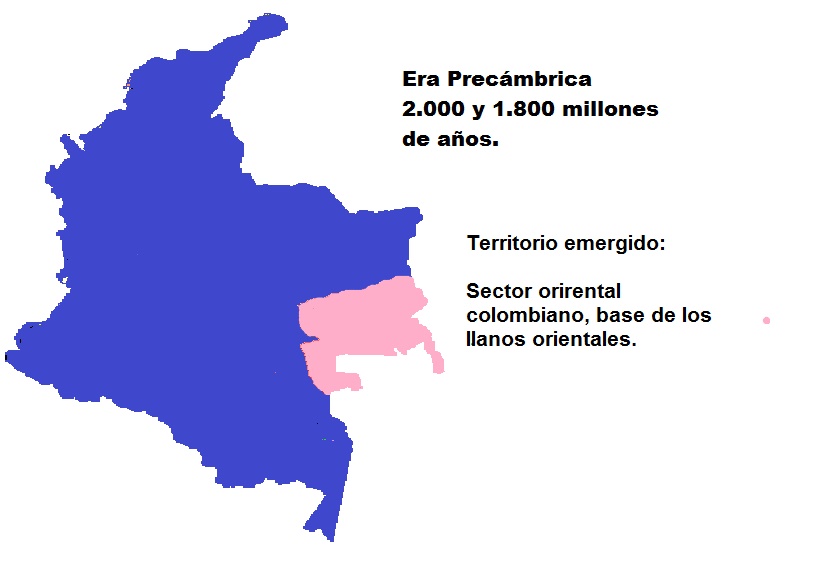 Era Precámbrica
2.000 y 1.800 millones
de años.
Territorio emergido:
Sector orirental
colombiano, base de los
llanos orientales.